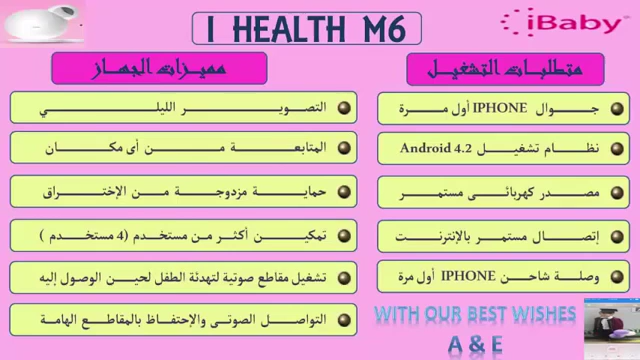 I HEALTH M6
iBaby
متطلبات التشغيل
جوال IPHONE أول مرة
نظام تشغيل Android 4.2
مصدر كهربائى مستمر
إتصال مستمر بالإنترنت
وصلة شاحن IPHONE أول مرة
مميزات الجهاز
التصوير الليلي
المتابعة من أى مكان
حماية مزدوجة من الإختراق
تمكين أكثر من مستخدم (4 مستخدم )
تشغيل مقاطع صوتية لتهدئة الطفل لحين الوصول إليه
التواصل الصوتى والإحتفاظ بالمقاطع الهامة
WITH OUR BEST WISHES
A & E